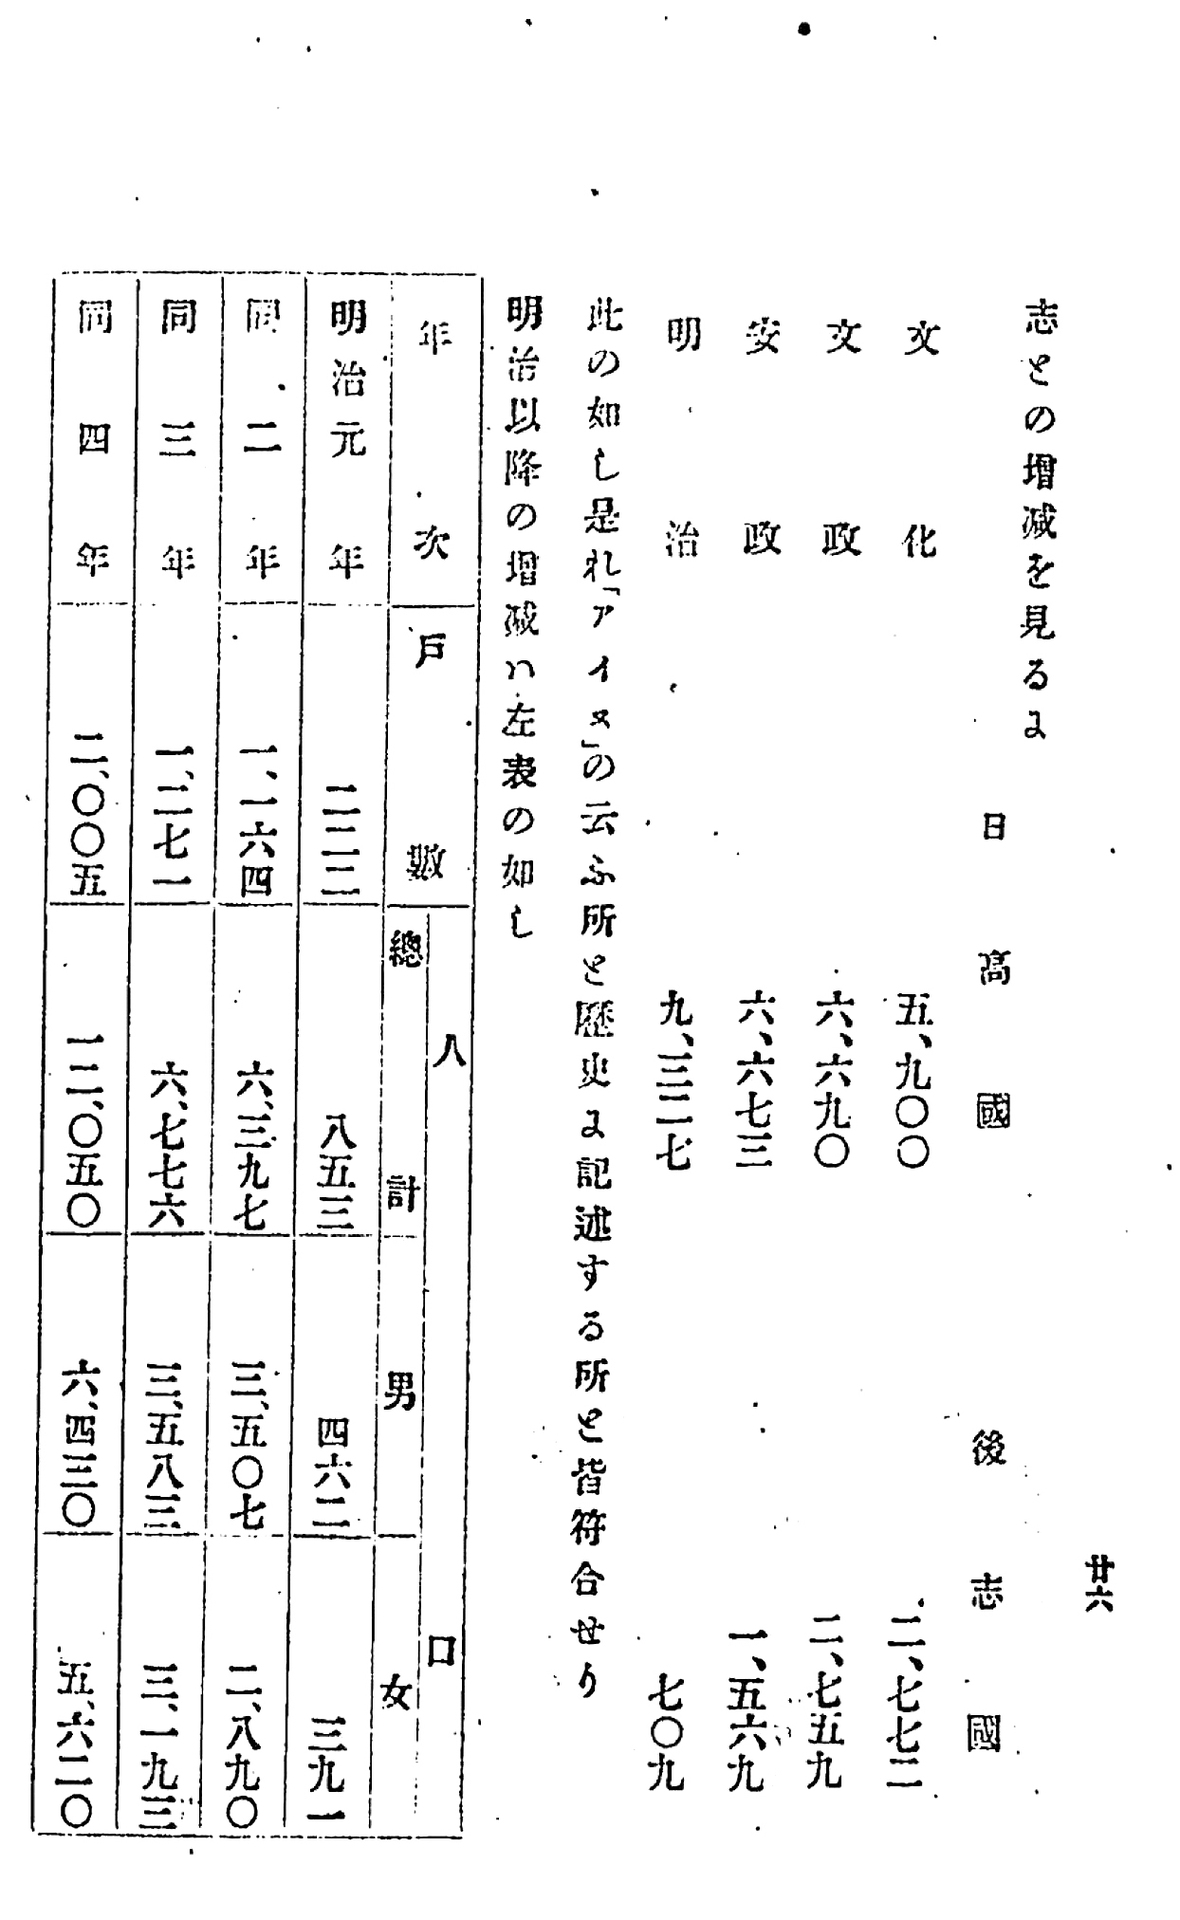 廿六
志との增減を見るに
日高國 後志國
文化 五、九〇〇 二、七七二
文政 六、六九〇 二、七五九
安政 六、六七三 一、五六九
明治 九、三二七 七〇九
此の如し是れ「アイヌ」の云ふ所と歷史に記述する所と皆符合せり
明治以降の增減ハ左表の如し
年次 戶數 人口
總計 男 女
明治元年 二二二 八五三 四六二 三九一
同二年 一、一六四 六、三九七 三、五〇七 二、八九〇
同三年 一、二七一 六、七七六 三、五八三 三、一九三
同四年 二、〇〇五 一二、〇五〇 六、四三〇 五、六二〇